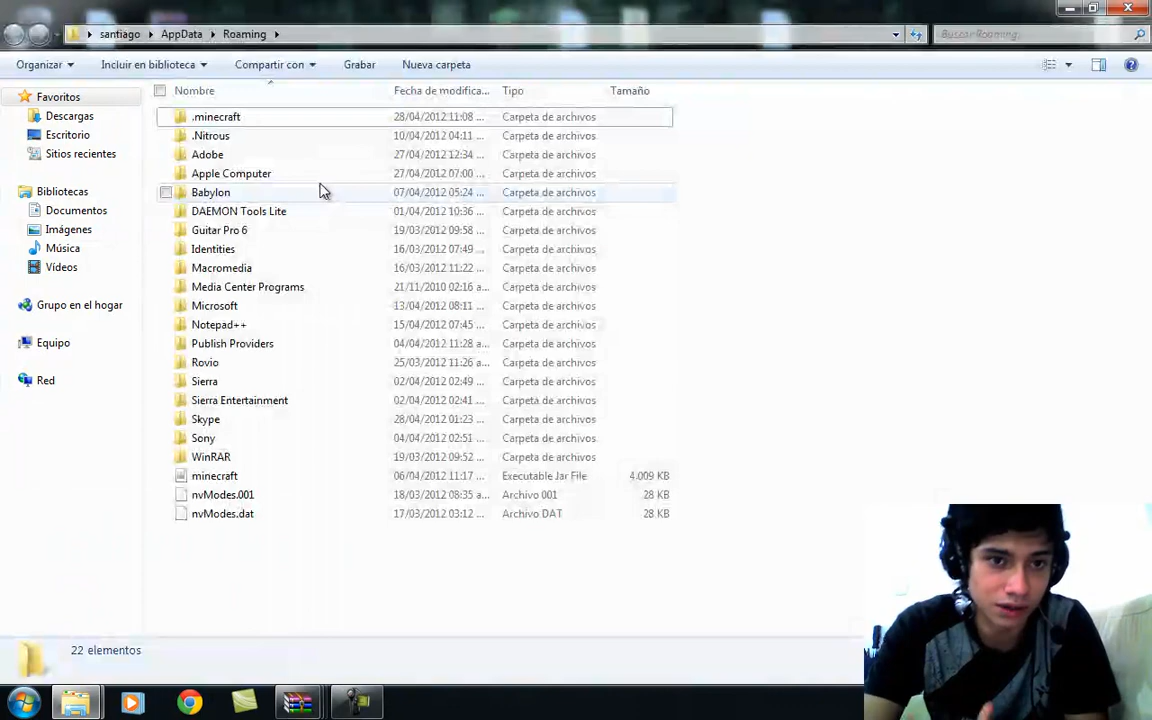 santiago AppData Roaming Buscar Roaming
Organizar Incluir en biblioteca Compartir con Grabar Nueva carpeta
Nombre Fecha de modifica... Tipo Tamaño
Favoritos
Descargas
Escritorio
Sitios recientes
Bibliotecas
Documentos
Imágenes
Música
Vídeos
Grupo en el hogar
Equipo
Red
.minecraft 28/04/2012 11:08 ... Carpeta de archivos
.Nitrous 10/04/2012 04:11 ... Carpeta de archivos
Adobe 27/04/2012 12:34 ... Carpeta de archivos
Apple Computer 27/04/2012 07:00 ... Carpeta de archivos
Babylon 07/04/2012 05:24 ... Carpeta de archivos
DAEMON Tools Lite 01/04/2012 10:36 ... Carpeta de archivos
Guitar Pro 6 19/03/2012 09:58 ... Carpeta de archivos
Identities 16/03/2012 07:49 ... Carpeta de archivos
Macromedia 16/03/2012 11:22 ... Carpeta de archivos
Media Center Programs 21/11/2010 02:16 a... Carpeta de archivos
Microsoft 13/04/2012 08:11 ... Carpeta de archivos
Notepad++ 15/04/2012 07:45 ... Carpeta de archivos
Publish Providers 04/04/2012 11:28 a... Carpeta de archivos
Rovio 25/03/2012 11:26 a... Carpeta de archivos
Sierra 02/04/2012 02:49 ... Carpeta de archivos
Sierra Entertainment 02/04/2012 02:41 ... Carpeta de archivos
Skype 28/04/2012 01:23 ... Carpeta de archivos
Sony 04/04/2012 02:51 ... Carpeta de archivos
WinRAR 19/03/2012 09:52 ... Carpeta de archivos
minecraft 06/04/2012 11:17 ... Executable Jar File 4.009 KB
nvModes.001 18/03/2012 08:35 a... Archivo 001 28 KB
nvModes.dat 17/03/2012 03:12 ... Archivo DAT 28 KB
22 elementos